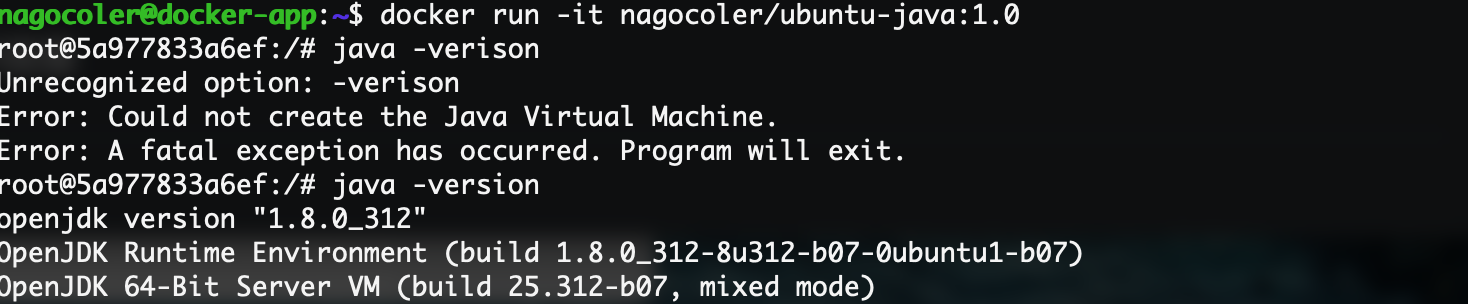 nagocoler@docker-app:~$ docker run -it nagocoler/ubuntu-java:1.0
root@5a977833a6ef:/# java -verison
Unrecognized option: -verison
Error: Could not create the Java Virtual Machine.
Error: A fatal exception has occurred. Program will exit.
root@5a977833a6ef:/# java -version
openjdk version "1.8.0_312"
OpenJDK Runtime Environment (build 1.8.0_312-8u312-b07-0ubuntu1-b07)
OpenJDK 64-Bit Server VM (build 25.312-b07, mixed mode)